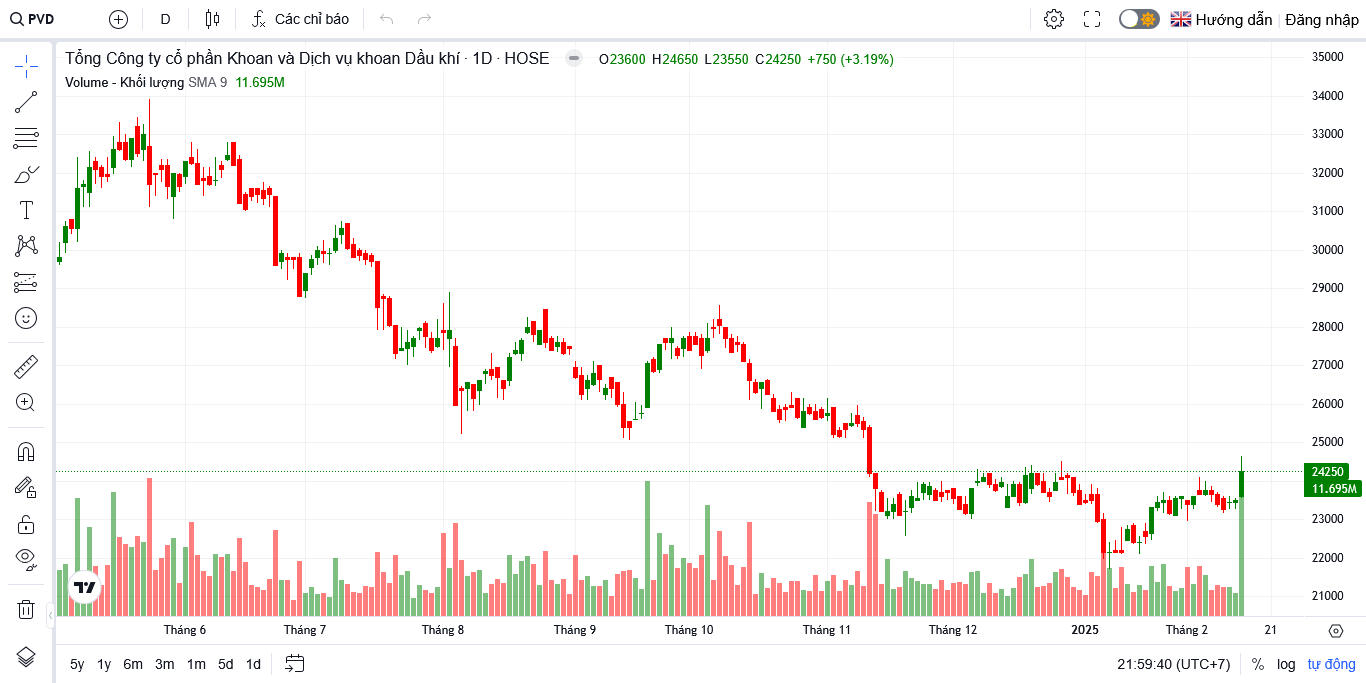 PVD D Các chỉ báo Hướng dẫn Đăng nhập
Tổng Công ty cổ phần Khoan và Dịch vụ khoan Dầu khí · 1D · HOSE O23600 H24650 L23550 C24250 +750 (+3.19%)
Volume - Khối lượng SMA 9 11.695M
35000
34000
33000
32000
31000
30000
29000
28000
27000
26000
25000
24250
11.695M
23000
22000
21000
Tháng 6 Tháng 7 Tháng 8 Tháng 9 Tháng 10 Tháng 11 Tháng 12 2025 Tháng 2 21
5y 1y 6m 3m 1m 5d 1d 21:59:40 (UTC+7) % log tự động